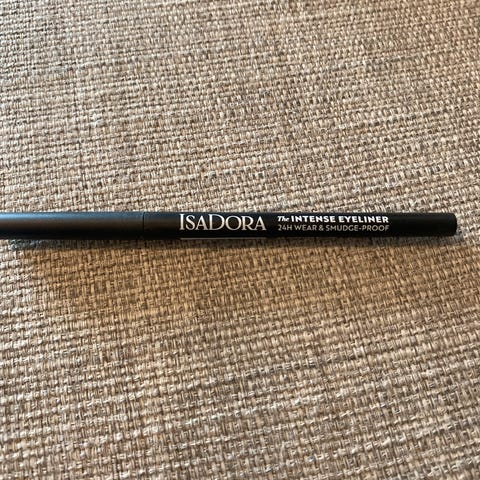 ISADORA
The INTENSE EYELINER
24H WEAR & SMUDGE-PROOF